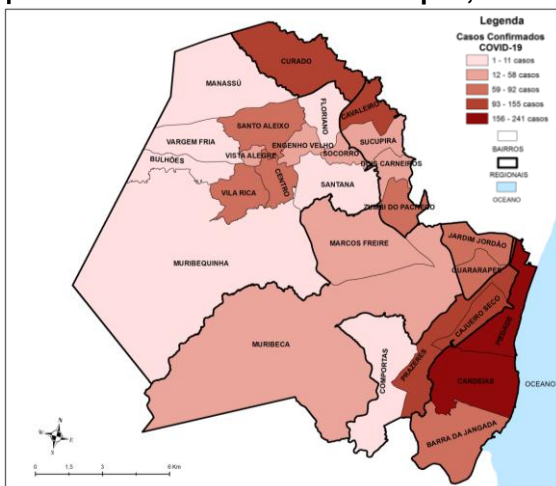 Legenda
Casos Confirmados
COVID-19
1 - 11 casos
12 - 58 casos
59 - 92 casos
93 - 155 casos
156 - 241 casos
BAIRROS
REGIONAIS
OCEANO
CURADO
MANASSÚ
CAVALEIRO
FLORIANO
SANTO ALEIXO
SUCUPIRA
VARGEM FRIA
ENGENHO VELHO
SOCORRO
VISTA ALEGRE
BULHÕES
DOIS CARNEIROS
CENTRO
SANTANA
VILA RICA
ZUMBI DO PACHECO
JARDIM JORDÃO
MARCOS FREIRE
GUARARAPES
MURIBEQUINHA
CAJUEIRO SECO
PIEDADE
MURIBECA
COMPORTAS
PRAZERES
CANDEIAS
OCEANO
BARRA DA JANGADA
N
W
E
S
0 1,5 3 6 Km